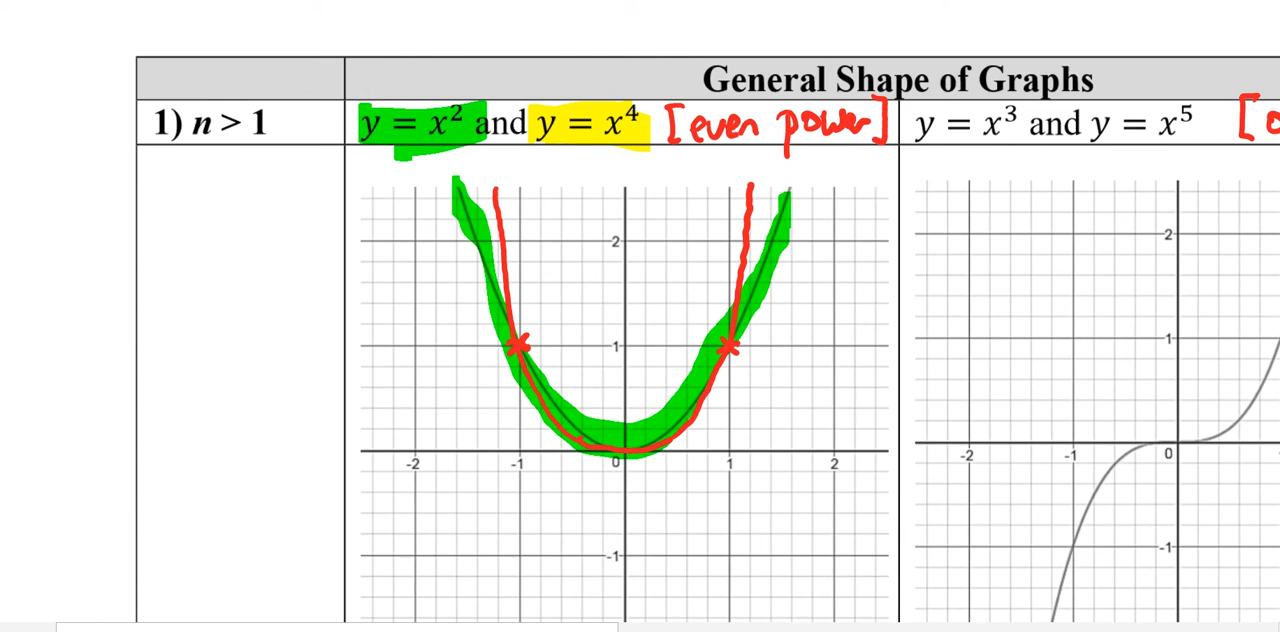 General Shape of Graphs
1) n > 1
y = x² and y = x⁴ [even power]
y = x³ and y = x⁵ [
2
1
-2 -1 0 1 2
-1
2
1
-2 -1 0
-1